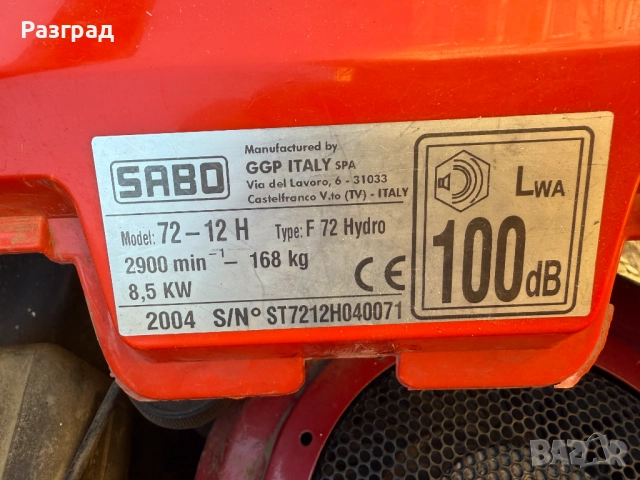 Разград
SABO
Manufactured by
GGP ITALY SPA
Via del Lavoro, 6 - 31033
Castelfranco V.to (TV) - ITALY
Model: 72-12 H Type: F 72 Hydro
2900 min⁻¹ - 168 kg
8,5 KW
CE
2004 S/N° ST7212H040071
LWA
100dB
BAZAR